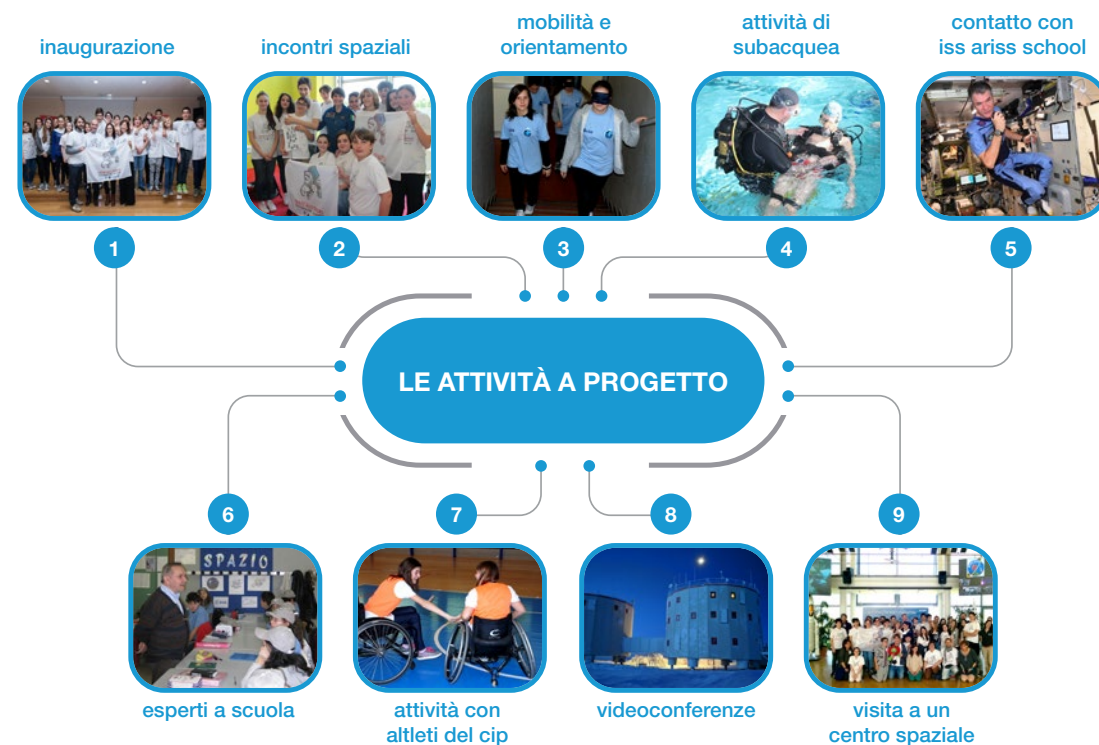 inaugurazione
incontri spaziali
mobilità e
orientamento
attività di
subacquea
contatto con
iss ariss school
1
2
3
4
5
LE ATTIVITÀ A PROGETTO
6
7
8
9
SPAZIO
esperti a scuola
attività con
altleti del cip
videoconferenze
visita a un
centro spaziale